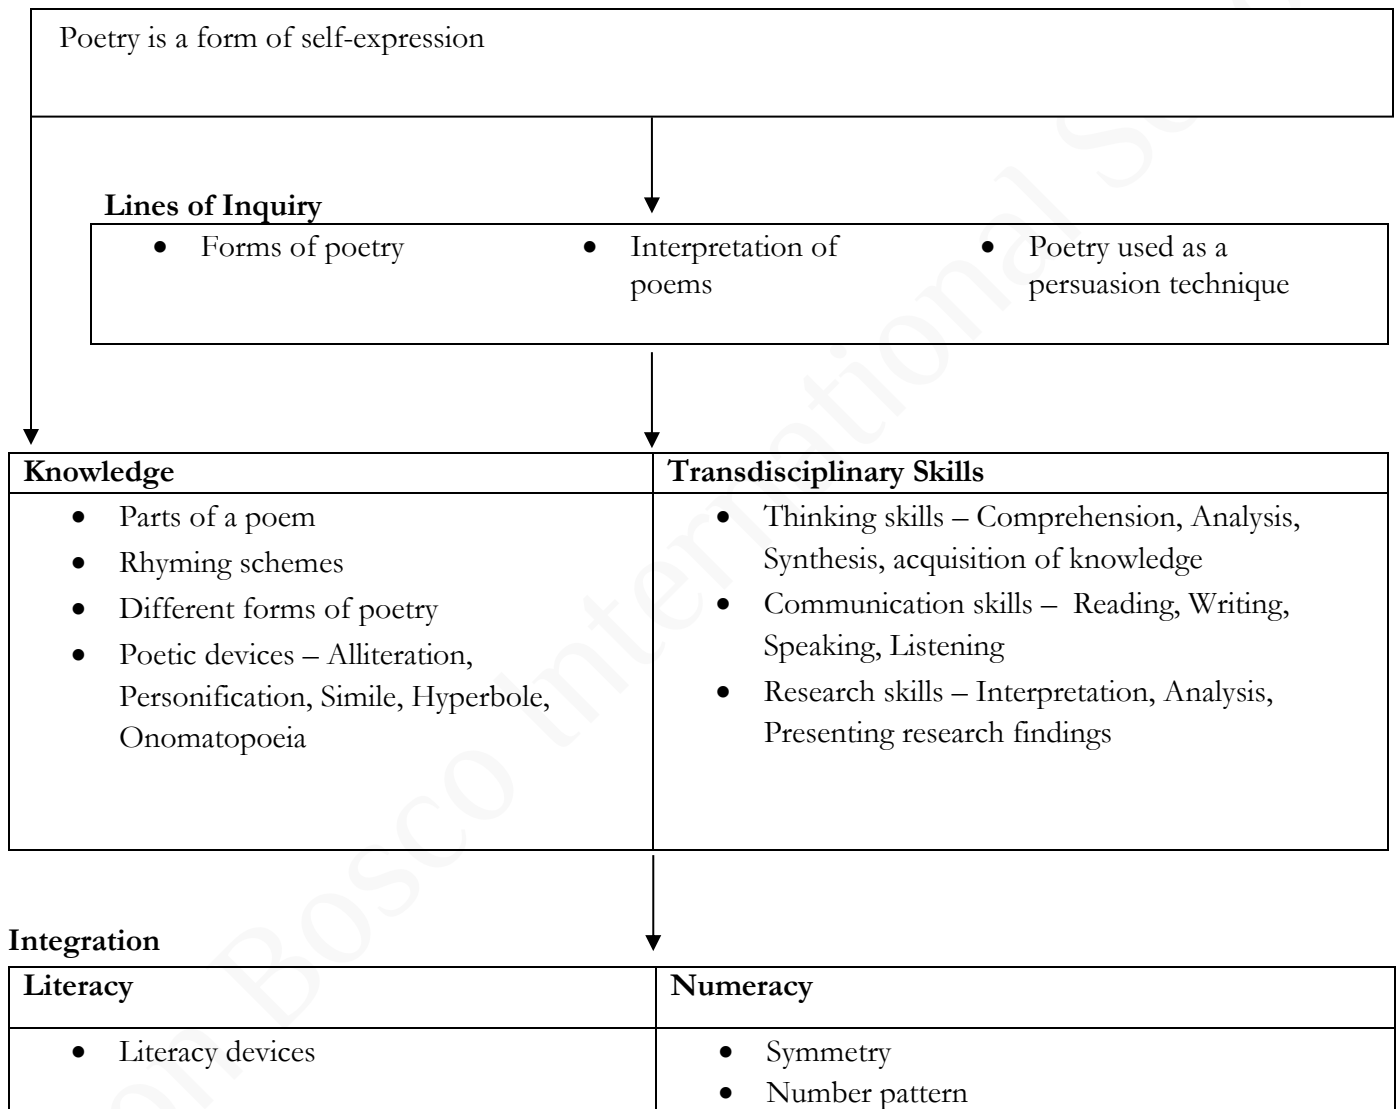 Poetry is a form of self-expression
Lines of Inquiry
• Forms of poetry
• Interpretation of
poems
• Poetry used as a
persuasion technique
Knowledge
• Parts of a poem
• Rhyming schemes
• Different forms of poetry
• Poetic devices – Alliteration,
Personification, Simile, Hyperbole,
Onomatopoeia
Transdisciplinary Skills
• Thinking skills – Comprehension, Analysis,
Synthesis, acquisition of knowledge
• Communication skills – Reading, Writing,
Speaking, Listening
• Research skills – Interpretation, Analysis,
Presenting research findings
Integration
Literacy
• Literacy devices
Numeracy
• Symmetry
• Number pattern
Bosco International